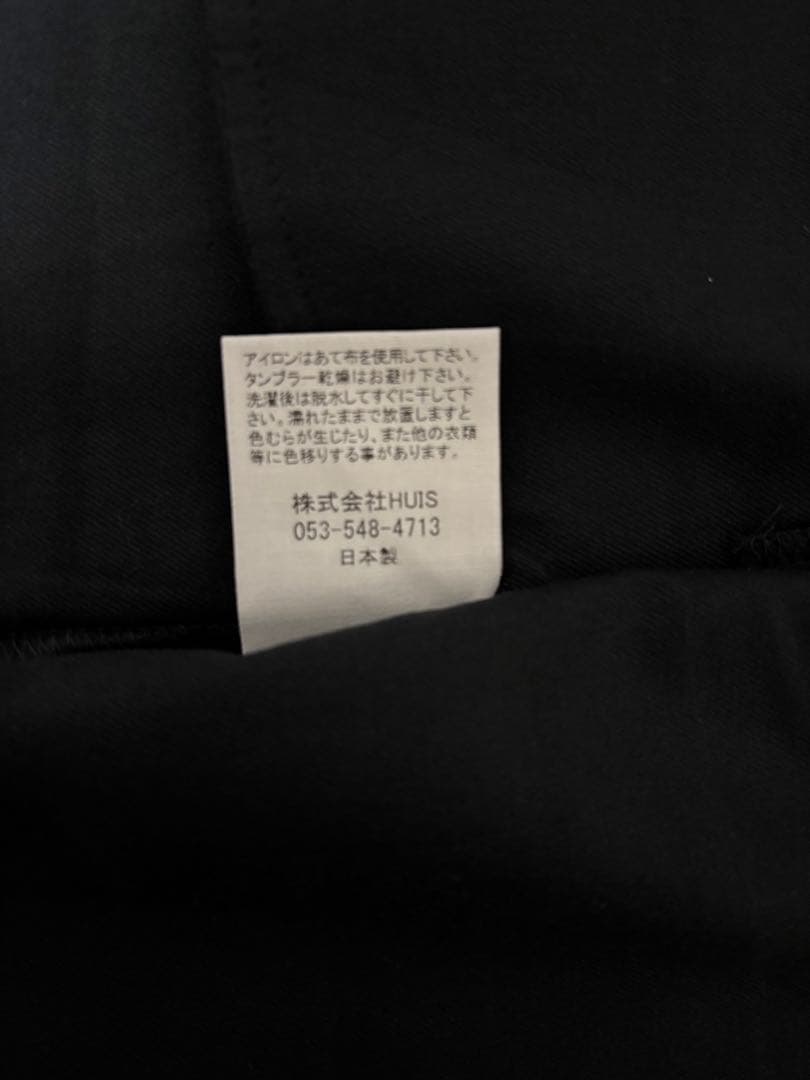 アイロンはあて布を使用して下さい。
タンブラー乾燥はお避け下さい。
洗濯後は脱水してすぐに干して下
さい。濡れたままで放置しますと
色むらが生じたり、また他の衣類
等に色移りする事があります。
株式会社HUIS
053-548-4713
日本製